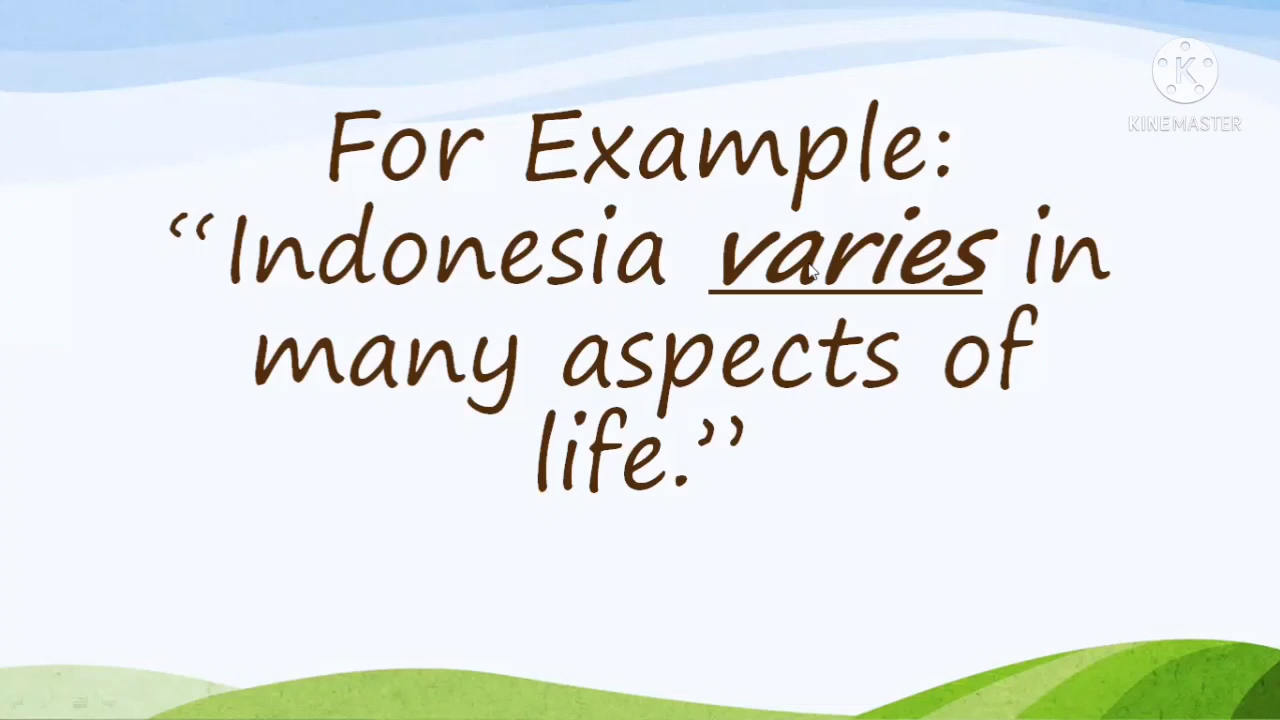 K
KINEMASTER
For Example:
“Indonesia varies in
many aspects of
life.”